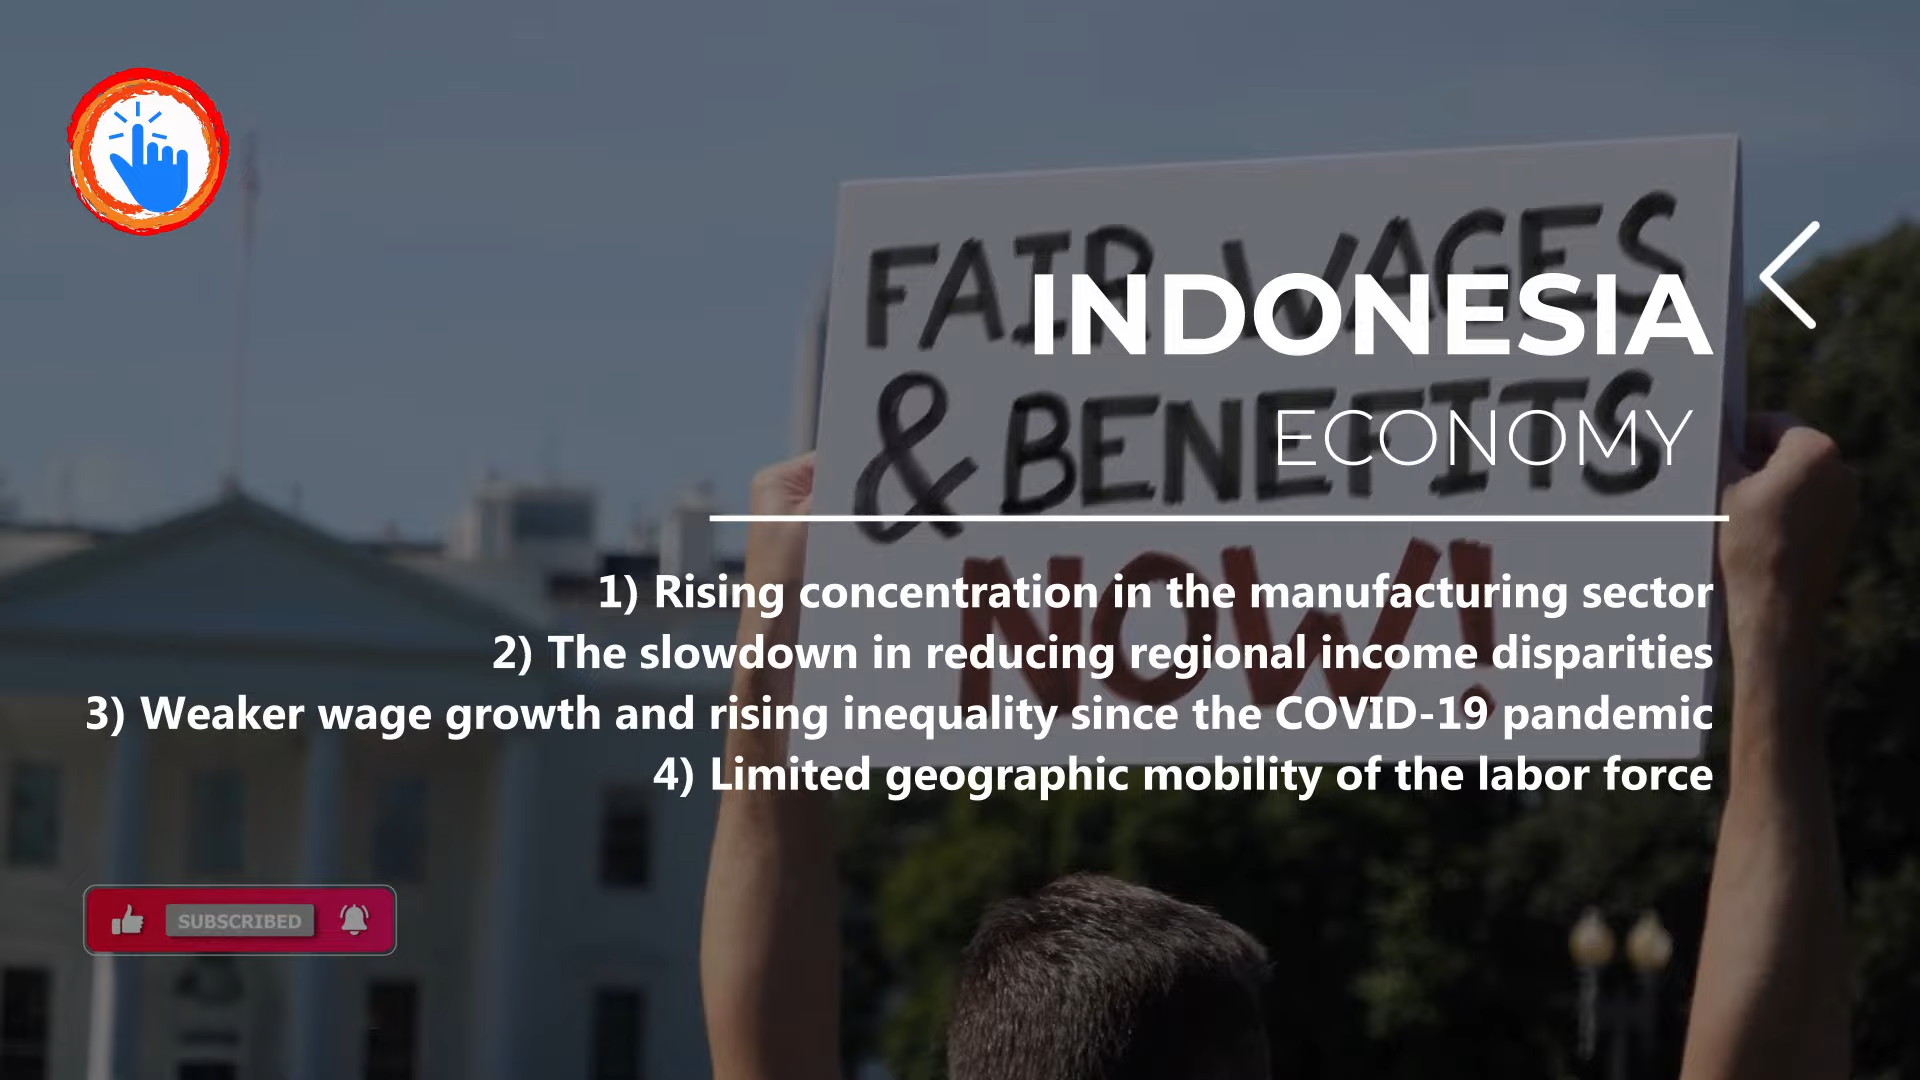 FAIR WAGES
& BENEFITS
NOW!
INDONESIA
ECONOMY
1) Rising concentration in the manufacturing sector
2) The slowdown in reducing regional income disparities
3) Weaker wage growth and rising inequality since the COVID-19 pandemic
4) Limited geographic mobility of the labor force
SUBSCRIBED